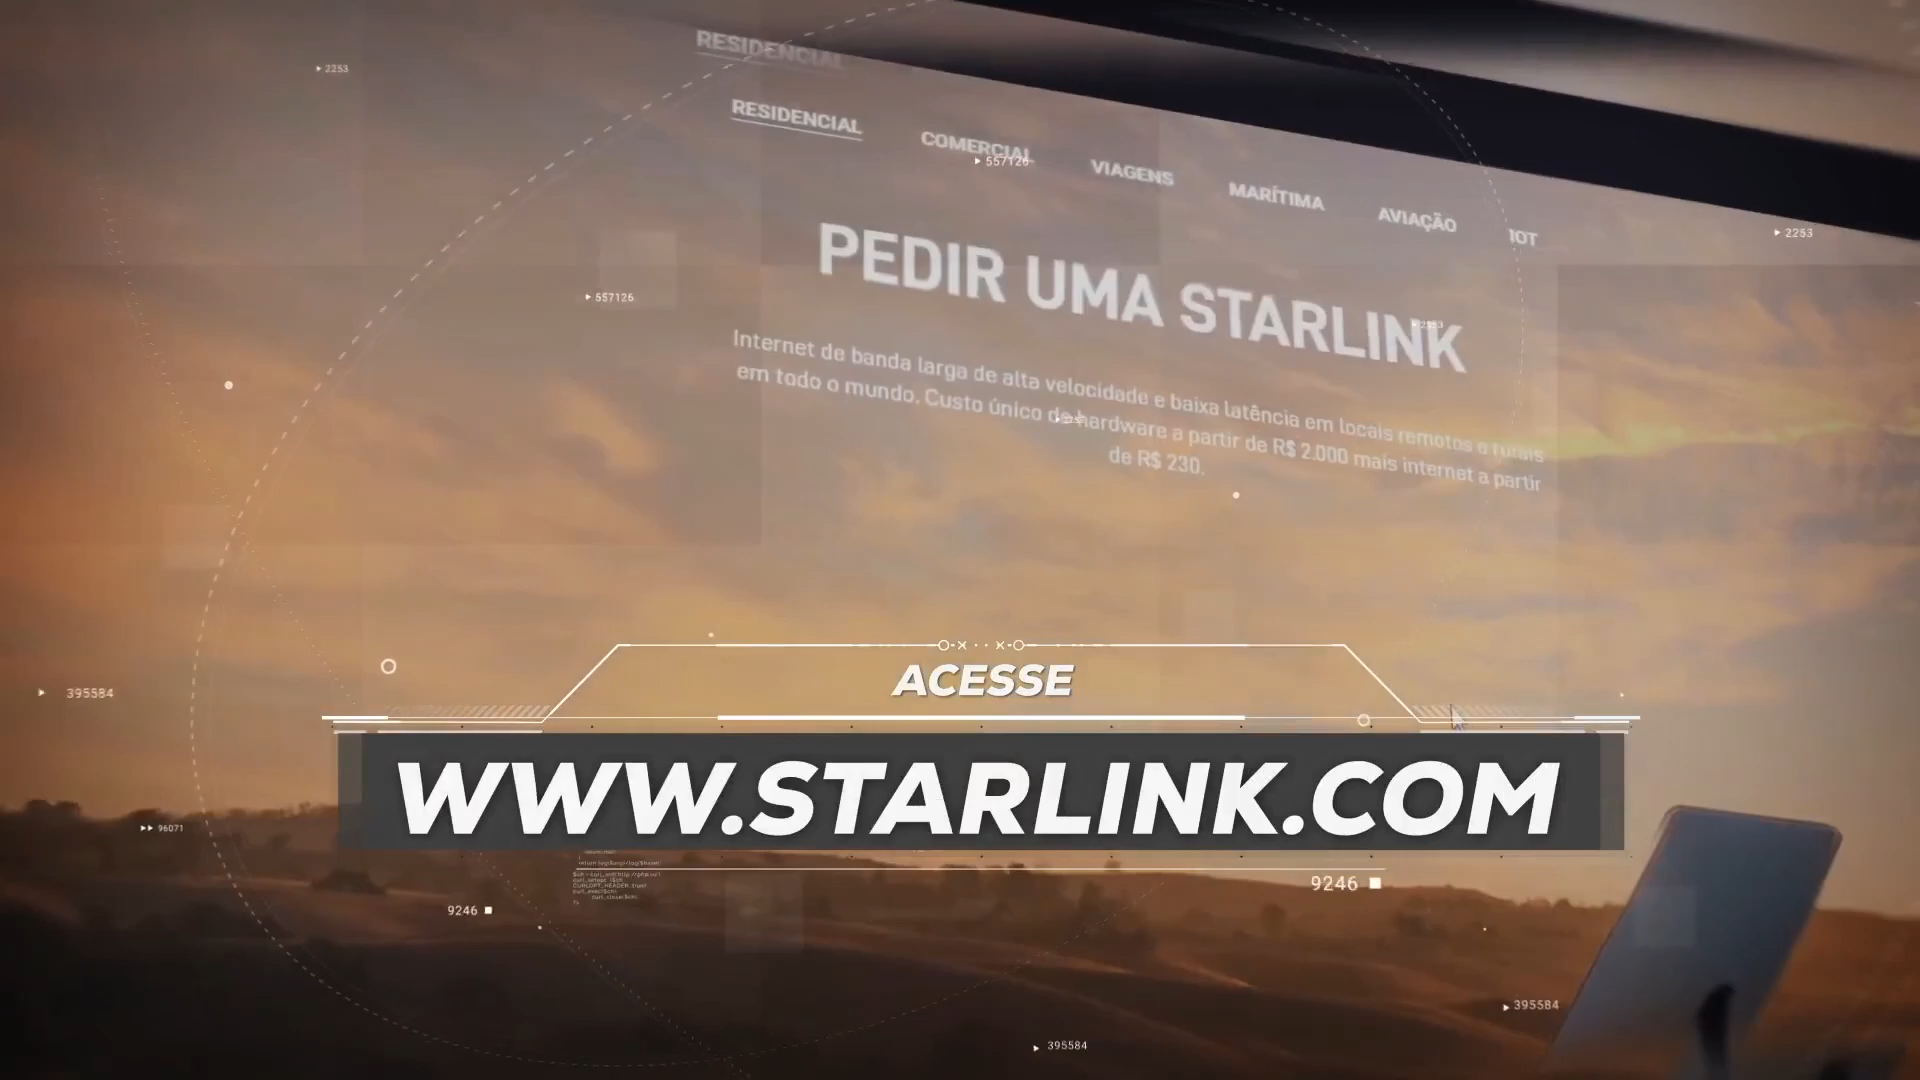 RESIDENCIAL
2253
RESIDENCIAL
COMERCIAL
VIAGENS
MARÍTIMA
AVIAÇÃO
IOT
557126
2253
PEDIR UMA STARLINK
557126
2253
Internet de banda larga de alta velocidade e baixa latência em locais remotos e rurais
em todo o mundo. Custo único de hardware a partir de R$ 2.000 mais internet a partir
de R$ 230.
ACESSE
395584
WWW.STARLINK.COM
96071
9246
9246
395584
395584